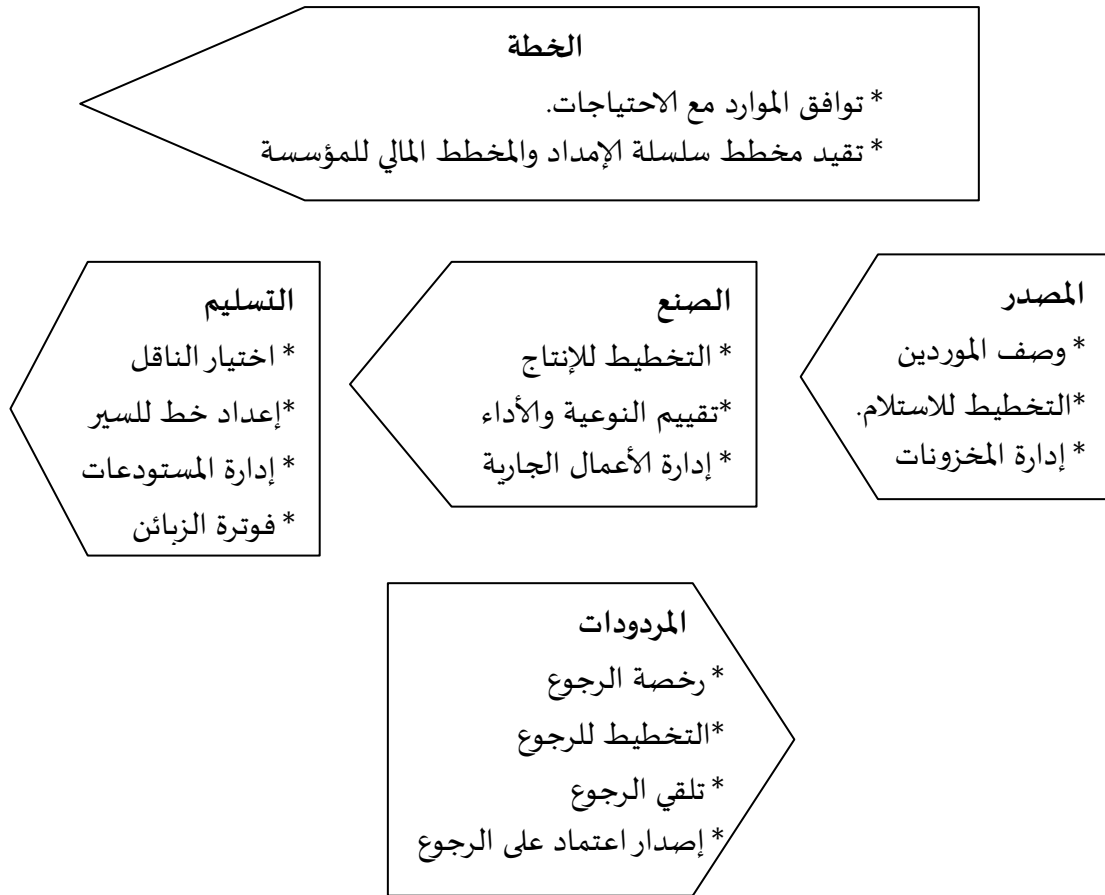 الخطة
* توافق الموارد مع الاحتياجات.
* تقيد مخطط سلسلة الإمداد والمخطط المالي للمؤسسة
المصدر
* وصف الموردين
*التخطيط للاستلام.
* إدارة المخزونات
الصنع
* التخطيط للإنتاج
*تقييم النوعية والأداء
* إدارة الأعمال الجارية
التسليم
* اختيار الناقل
*إعداد خط للسير
* إدارة المستودعات
* فوترة الزبائن
المردودات
* رخصة الرجوع
*التخطيط للرجوع
* تلقي الرجوع
* إصدار اعتماد على الرجوع